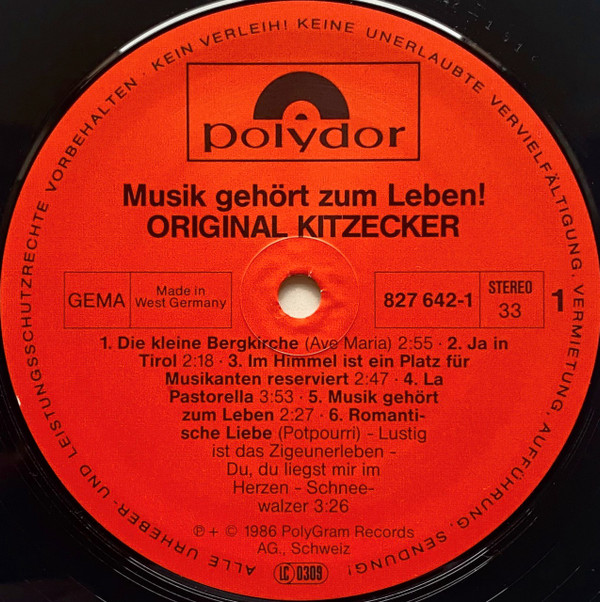 ALLE URHEBER- UND LEISTUNGSSCHUTZRECHTE VORBEHALTEN · KEIN VERLEIH! KEINE UNERLAUBTE VERVIELFÄLTIGUNG, VERMIETUNG, AUFFÜHRUNG, SENDUNG!
polydor
Musik gehört zum Leben!
ORIGINAL KITZECKER
GEMA
Made in
West Germany
827 642-1
STEREO
33
1
1. Die kleine Bergkirche (Ave Maria) 2:55 · 2. Ja in
Tirol 2:18 · 3. Im Himmel ist ein Platz für
Musikanten reserviert 2:47 · 4. La
Pastorella 3:53 · 5. Musik gehört
zum Leben 2:27 · 6. Romanti-
sche Liebe (Potpourri) - Lustig
ist das Zigeunerleben -
Du, du liegst mir im
Herzen - Schnee-
walzer 3:26
℗ + © 1986 PolyGram Records
AG., Schweiz
LC 0309